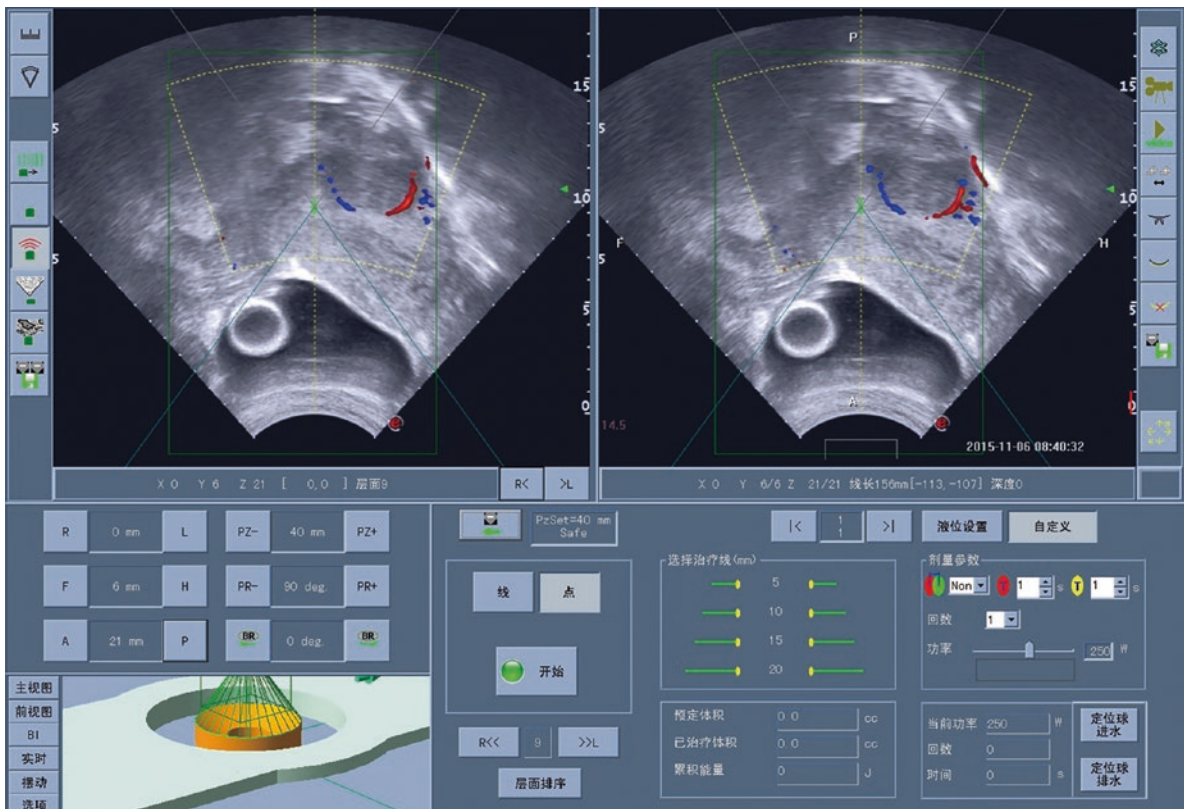 15
10
5
0
5
5
P
15
10
5
0
F
H
A
14.5
2015-11-06 08:40:32
X 0 Y 6 Z 21 [ 0,0 ] 层面9
R<
>L
X 0 Y 6/6 Z 21/21 线长156mm[-113,-107] 深度0
R 0 mm L PZ- 40 mm PZ+
F 6 mm H PR- 90 deg. PR+
A 21 mm P BR 0 deg. BR
主视图
前视图
BI
实时
摆动
选项
PzSet=40 mm
Safe
线 点
开始
R<< 9 >>L
层面排序
|< 1 >|
1
液位设置 自定义
选择治疗线(mm)
5
10
15
20
预定体积 0.0 cc
已治疗体积 0.0 cc
累积能量 0 J
剂量参数
Non T 1 s T 1 s
回数 1
功率 250 W
当前功率 250 W
回数 0
时间 0 s
定位球
进水
定位球
排水